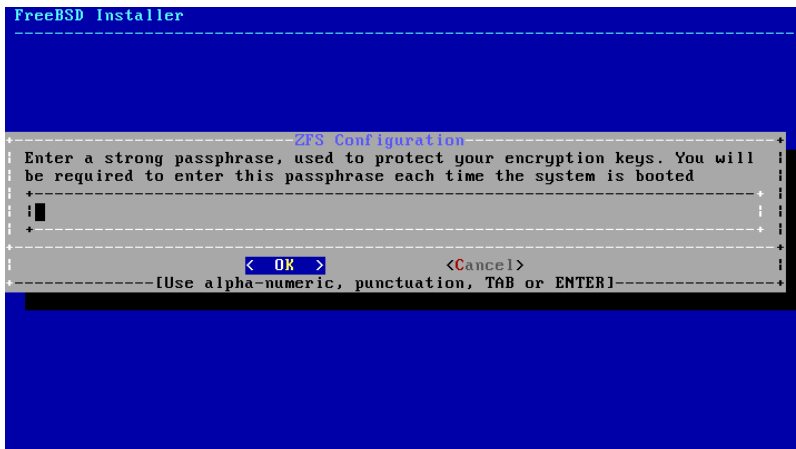 FreeBSD Installer
ZFS Configuration
Enter a strong passphrase, used to protect your encryption keys. You will
be required to enter this passphrase each time the system is booted
< OK > <Cancel>
[Use alpha-numeric, punctuation, TAB or ENTER]